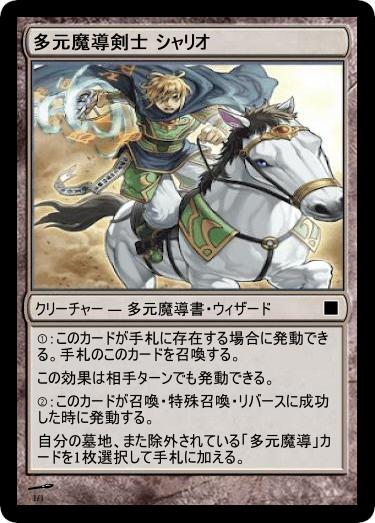 多元魔導剣士 シャリオ
クリーチャー ― 多元魔導書・ウィザード
①:このカードが手札に存在する場合に発動でき
る。手札のこのカードを召喚する。
この効果は相手ターンでも発動できる。
②:このカードが召喚・特殊召喚・リバースに成功
した時に発動する。
自分の墓地、また除外されている「多元魔導」カ
ードを1枚選択して手札に加える。
1/1